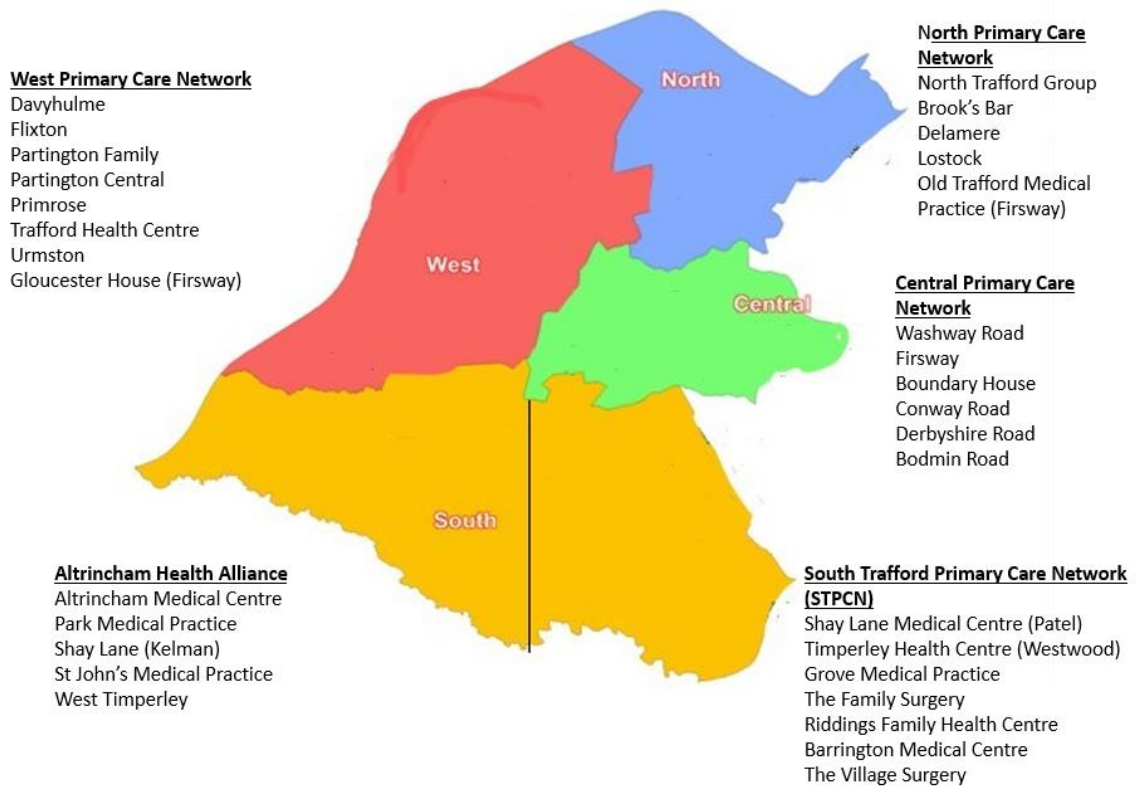 West Primary Care Network
Davyhulme
Flixton
Partington Family
Partington Central
Primrose
Trafford Health Centre
Urmston
Gloucester House (Firsway)
North
West
Central
South
North Primary Care
Network
North Trafford Group
Brook's Bar
Delamere
Lostock
Old Trafford Medical
Practice (Firsway)
Central Primary Care
Network
Washway Road
Firsway
Boundary House
Conway Road
Derbyshire Road
Bodmin Road
Altrincham Health Alliance
Altrincham Medical Centre
Park Medical Practice
Shay Lane (Kelman)
St John's Medical Practice
West Timperley
South Trafford Primary Care Network
(STPCN)
Shay Lane Medical Centre (Patel)
Timperley Health Centre (Westwood)
Grove Medical Practice
The Family Surgery
Riddings Family Health Centre
Barrington Medical Centre
The Village Surgery